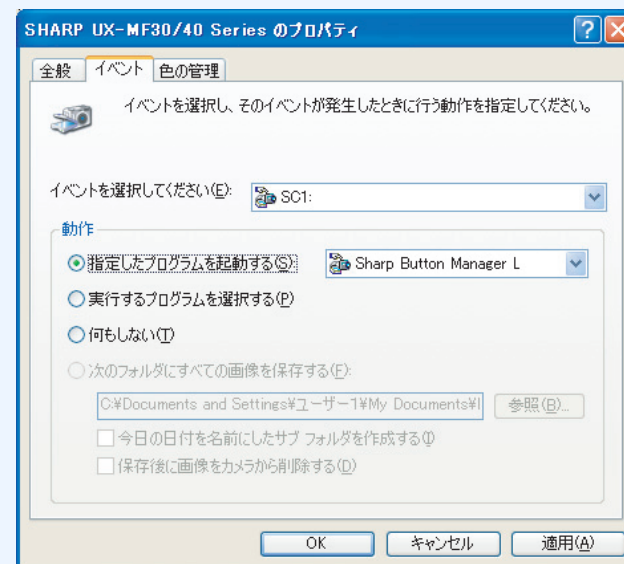 SHARP UX-MF30/40 Series のプロパティ
全般 イベント 色の管理
イベントを選択し、そのイベントが発生したときに行う動作を指定してください。
イベントを選択してください(E): SC1:
動作
指定したプログラムを起動する(S): Sharp Button Manager L
実行するプログラムを選択する(P)
何もしない(T)
次のフォルダにすべての画像を保存する(F):
C:¥Documents and Settings¥ユーザー1¥My Documents¥ 参照(B)...
今日の日付を名前にしたサブ フォルダを作成する(I)
保存後に画像をカメラから削除する(D)
OK キャンセル 適用(A)